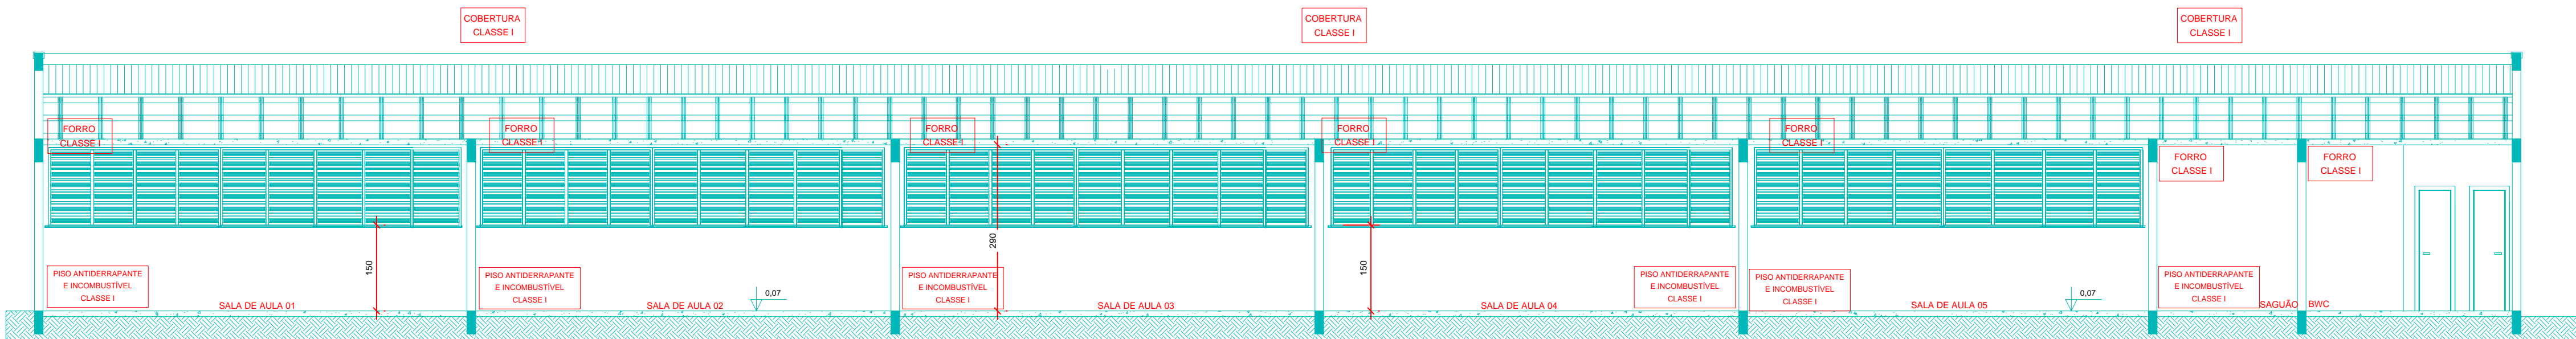 COBERTURA
CLASSE I
COBERTURA
CLASSE I
COBERTURA
CLASSE I
FORRO
CLASSE I
FORRO
CLASSE I
FORRO
CLASSE I
FORRO
CLASSE I
FORRO
CLASSE I
FORRO
CLASSE I
FORRO
CLASSE I
150
290
150
PISO ANTIDERRAPANTE
E INCOMBUSTÍVEL
CLASSE I
PISO ANTIDERRAPANTE
E INCOMBUSTÍVEL
CLASSE I
PISO ANTIDERRAPANTE
E INCOMBUSTÍVEL
CLASSE I
PISO ANTIDERRAPANTE
E INCOMBUSTÍVEL
CLASSE I
PISO ANTIDERRAPANTE
E INCOMBUSTÍVEL
CLASSE I
PISO ANTIDERRAPANTE
E INCOMBUSTÍVEL
CLASSE I
0,07
0,07
SALA DE AULA 01
SALA DE AULA 02
SALA DE AULA 03
SALA DE AULA 04
SALA DE AULA 05
SAGUÃO
BWC